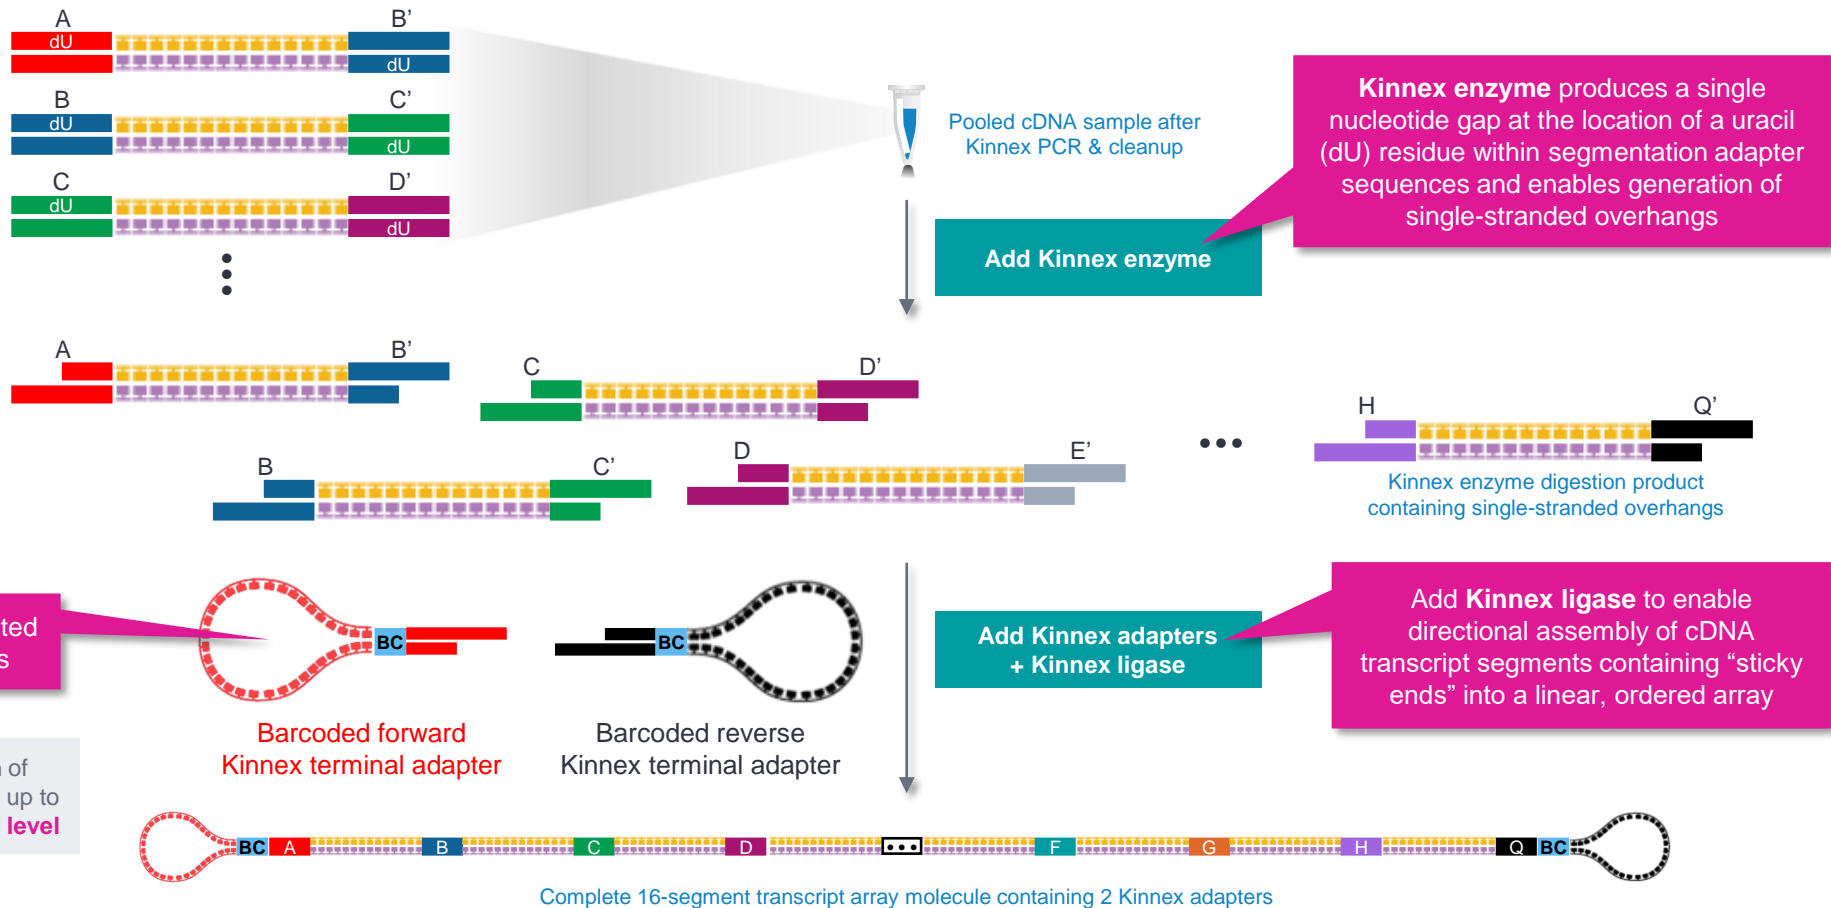 A B'
dU
dU
B C'
dU
dU
C D'
dU
dU
Pooled cDNA sample after
Kinnex PCR & cleanup
Kinnex enzyme produces a single
nucleotide gap at the location of a uracil
(dU) residue within segmentation adapter
sequences and enables generation of
single-stranded overhangs
Add Kinnex enzyme
A B'
C D'
H Q'
B C'
D E'
Kinnex enzyme digestion product
containing single-stranded overhangs
ted
s
BC
BC
Barcoded forward
Kinnex terminal adapter
Barcoded reverse
Kinnex terminal adapter
Add Kinnex adapters
+ Kinnex ligase
Add Kinnex ligase to enable
directional assembly of cDNA
transcript segments containing “sticky
ends” into a linear, ordered array
of
up to
level
BC A B C D F G H Q BC
Complete 16-segment transcript array molecule containing 2 Kinnex adapters